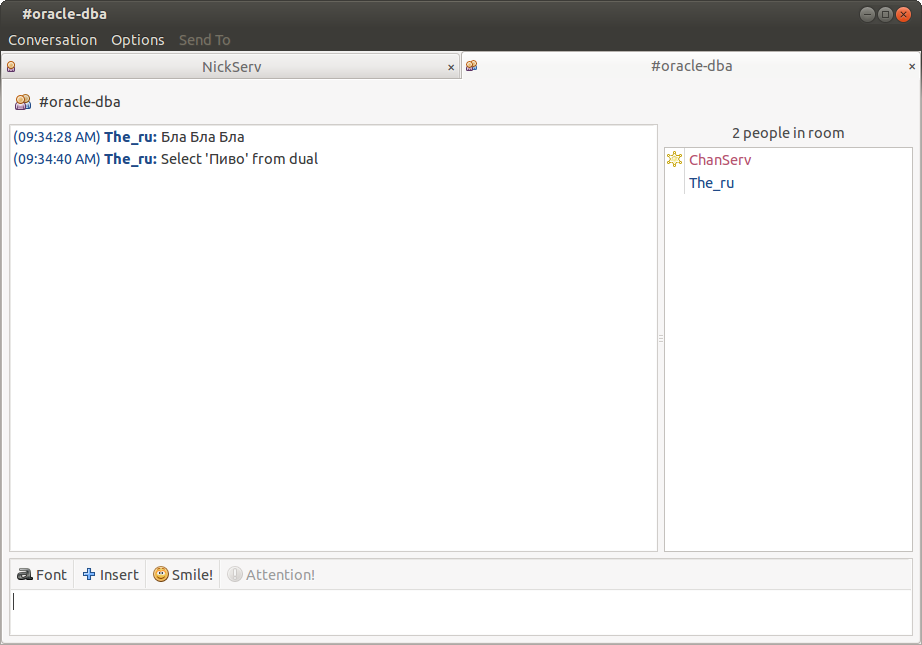 #oracle-dba
Conversation Options Send To
NickServ × #oracle-dba ×
#oracle-dba
2 people in room
(09:34:28 AM) The_ru: Бла Бла Бла
(09:34:40 AM) The_ru: Select 'Пиво' from dual
ChanServ
The_ru
Font Insert Smile! Attention!